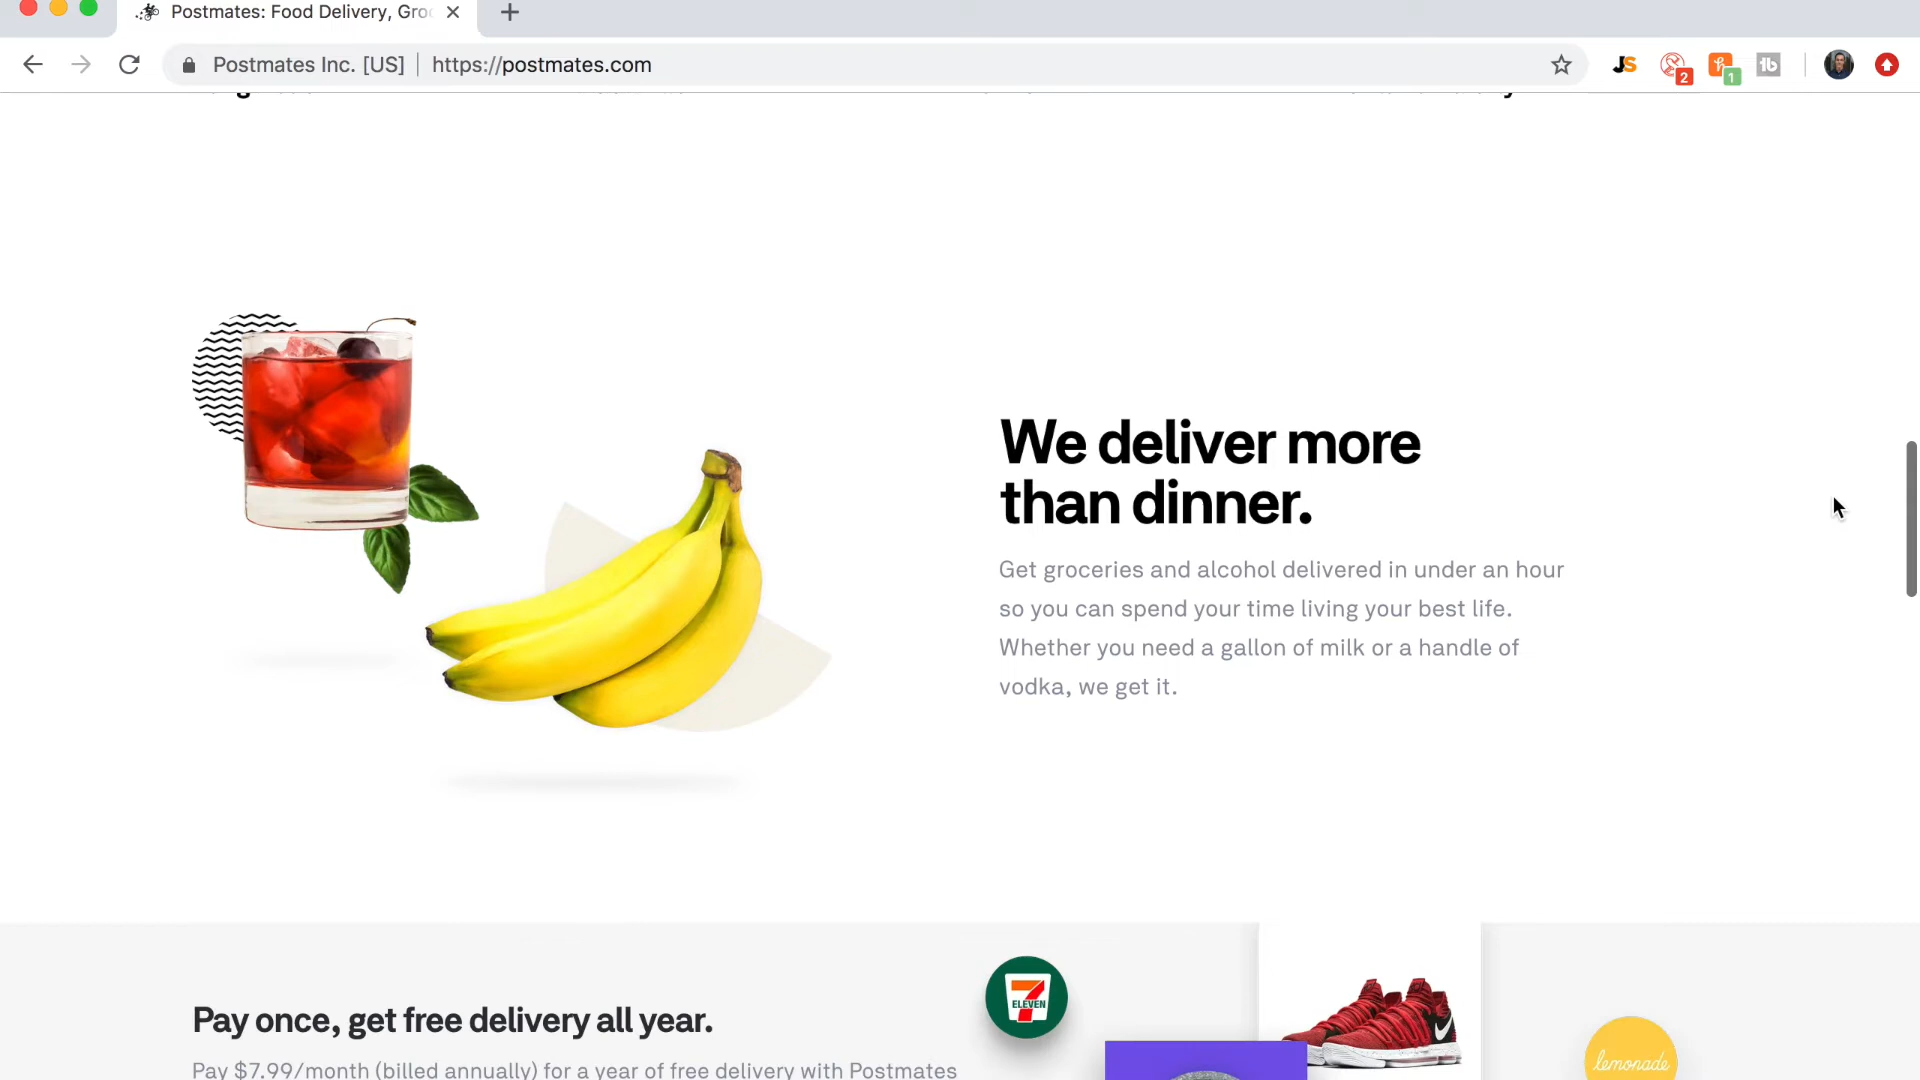 Postmates: Food Delivery, Gro
Postmates Inc. [US]
https://postmates.com
JS
2
1
tb
We deliver more
than dinner.
Get groceries and alcohol delivered in under an hour
so you can spend your time living your best life.
Whether you need a gallon of milk or a handle of
vodka, we get it.
7
ELEVEN
Pay once, get free delivery all year.
lemonade
Pay $7.99/month (billed annually) for a year of free delivery with Postmates